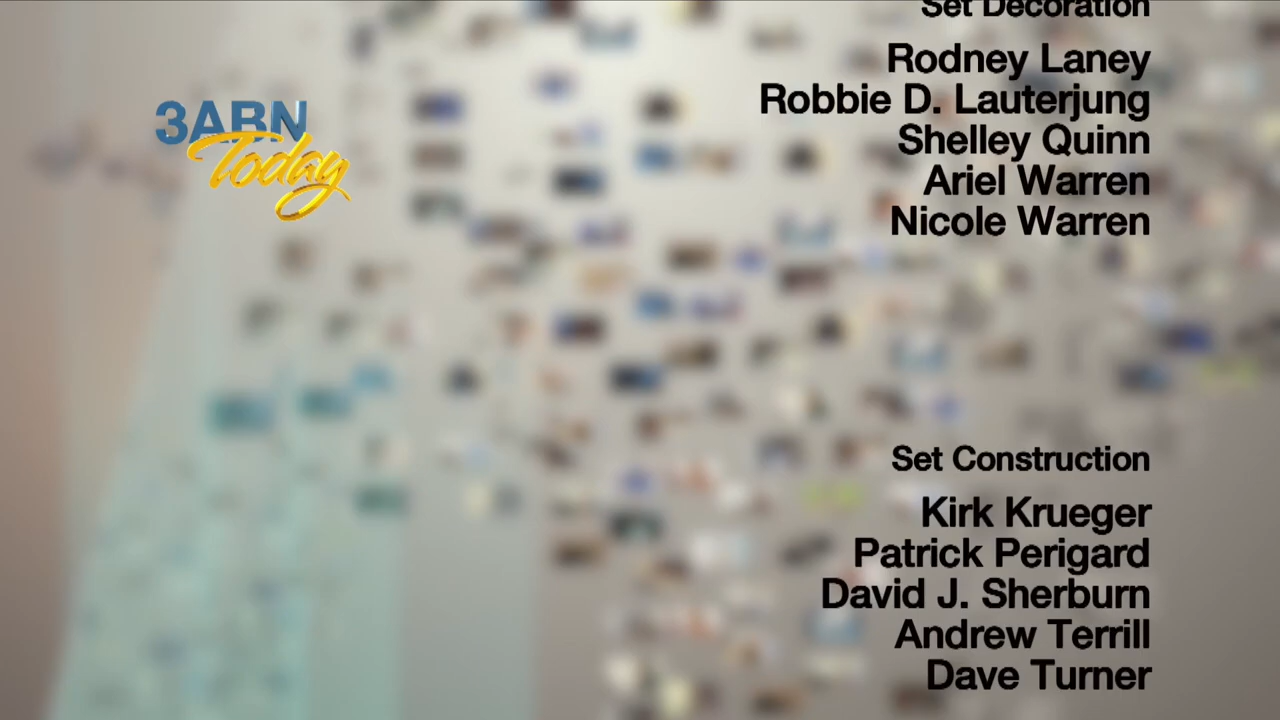 Set Decoration
Rodney Laney
Robbie D. Lauterjung
Shelley Quinn
Ariel Warren
Nicole Warren
3ABN
Today
Set Construction
Kirk Krueger
Patrick Perigard
David J. Sherburn
Andrew Terrill
Dave Turner